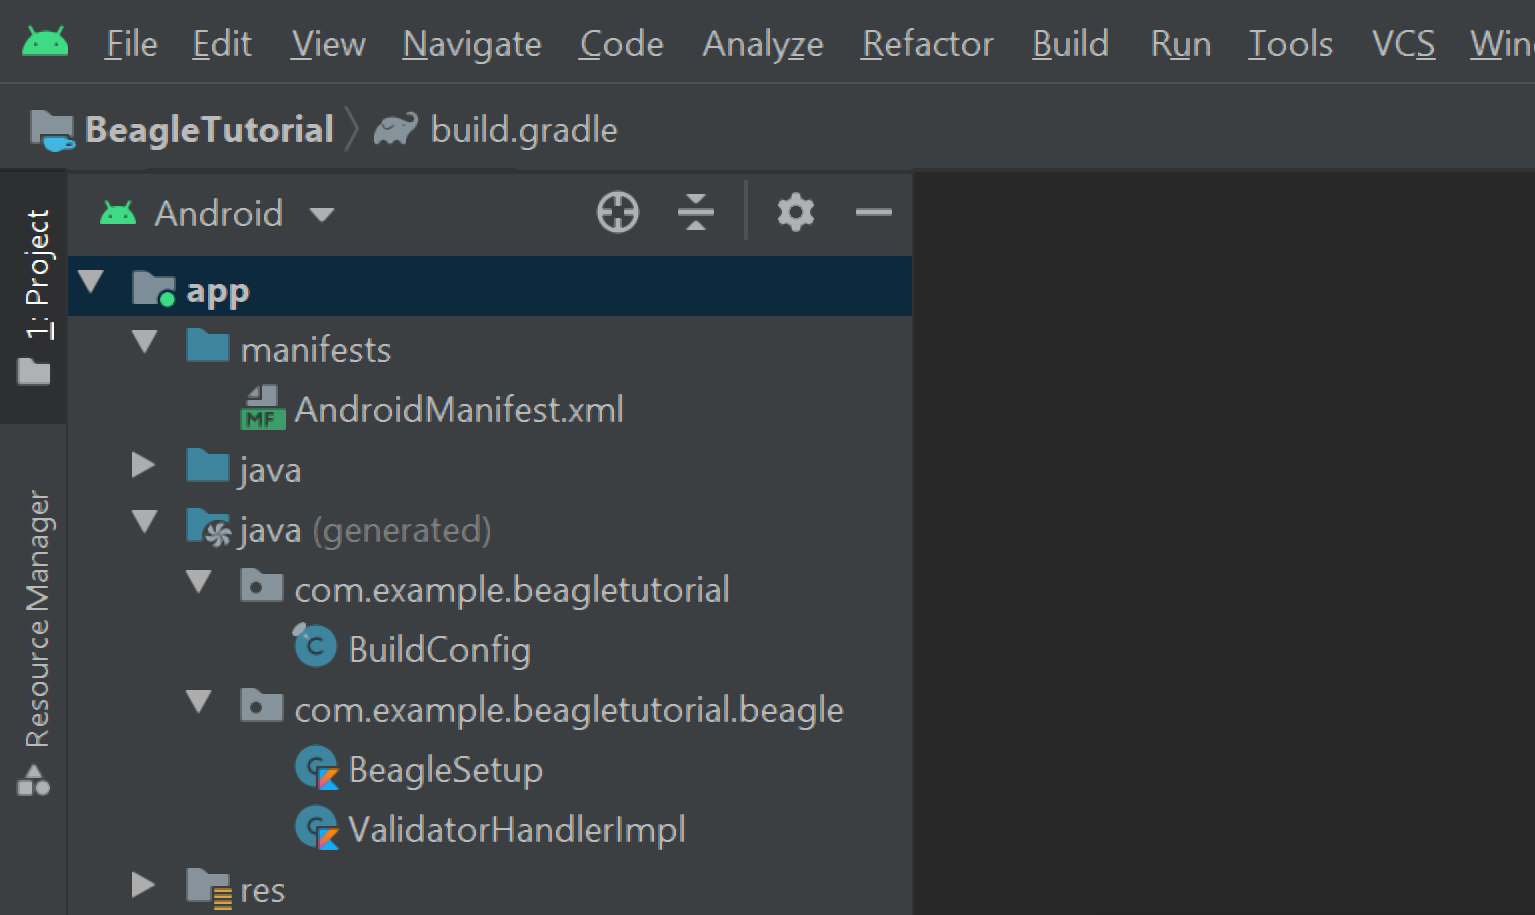 File Edit View Navigate Code Analyze Refactor Build Run Tools VCS
BeagleTutorial build.gradle
1: Project
Resource Manager
Android
app
manifests
MF AndroidManifest.xml
java
java (generated)
com.example.beagletutorial
C BuildConfig
com.example.beagletutorial.beagle
C BeagleSetup
C ValidatorHandlerImpl
res